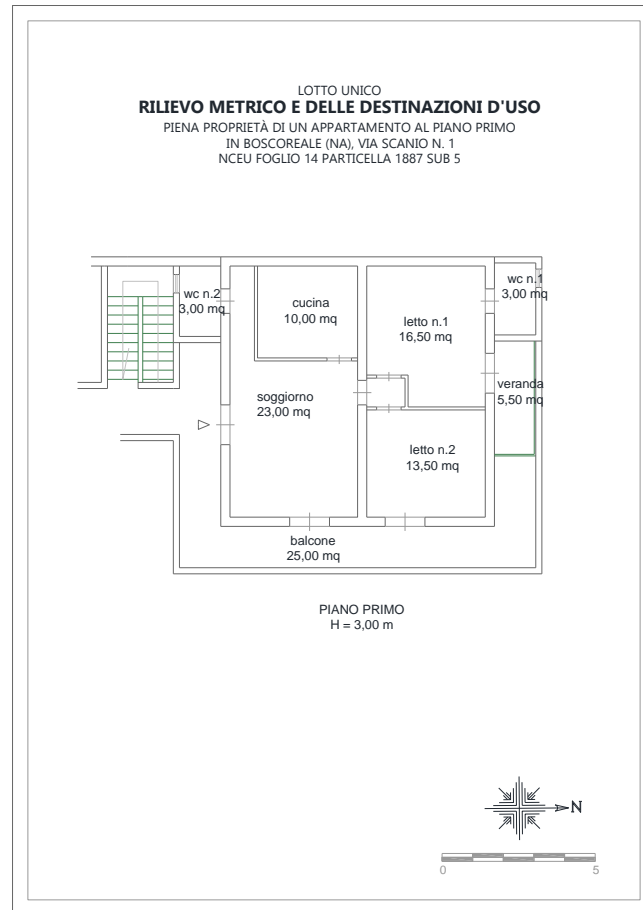 LOTTO UNICO
RILIEVO METRICO E DELLE DESTINAZIONI D'USO
PIENA PROPRIETÀ DI UN APPARTAMENTO AL PIANO PRIMO
IN BOSCOREALE (NA), VIA SCANIO N. 1
NCEU FOGLIO 14 PARTICELLA 1887 SUB 5
wc n.2
3,00 mq
cucina
10,00 mq
letto n.1
16,50 mq
wc n.1
3,00 mq
soggiorno
23,00 mq
veranda
5,50 mq
letto n.2
13,50 mq
balcone
25,00 mq
PIANO PRIMO
H = 3,00 m
N
0
5